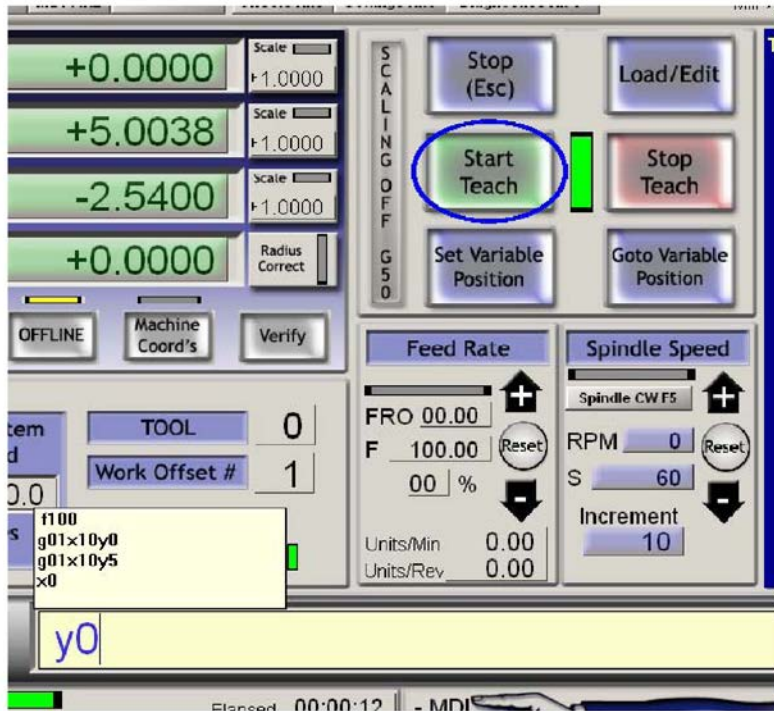 +0.0000
Scale
+1.0000
+5.0038
Scale
+1.0000
-2.5400
Scale
+1.0000
+0.0000
Radius
Correct
OFFLINE
Machine
Coord's
Verify
SCALING OFF G50
Stop
(Esc)
Load/Edit
Start
Teach
Stop
Teach
Set Variable
Position
Goto Variable
Position
Feed Rate
FRO 00.00
F 100.00
Reset
00 %
Units/Min 0.00
Units/Rev 0.00
Spindle Speed
Spindle CW F5
RPM 0
Reset
S 60
Increment
10
TOOL 0
Work Offset # 1
f100
g01x10y0
g01x10y5
x0
y0
Elapsed 00:00:12
- MDI